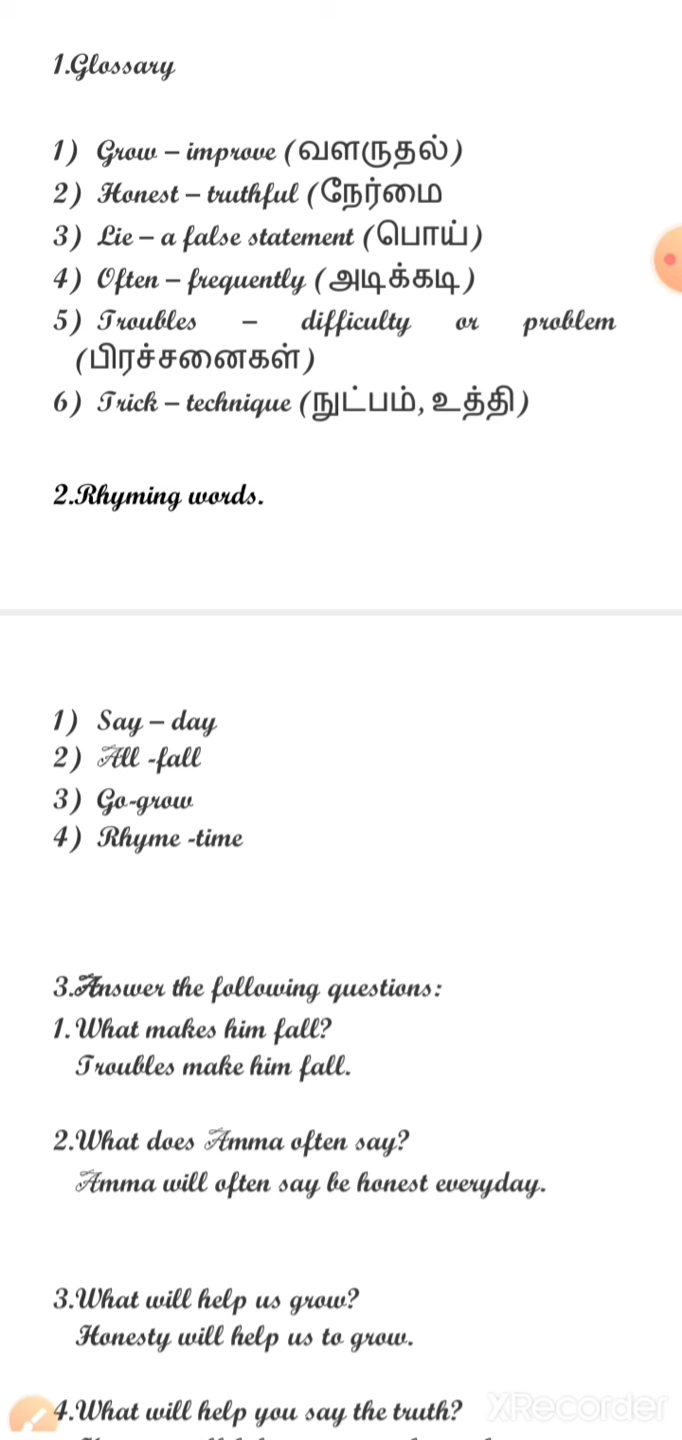 1.Glossary
1) Grow – improve (வளருதல்)
2) Honest – truthful (நேர்மை
3) Lie – a false statement (பொய்)
4) Often – frequently (அடிக்கடி)
5) Troubles – difficulty or problem
(பிரச்சனைகள்)
6) Trick – technique (நுட்பம், உத்தி)
2.Rhyming words.
1) Say – day
2) All -fall
3) Go-grow
4) Rhyme -time
3.Answer the following questions:
1. What makes him fall?
Troubles make him fall.
2.What does Amma often say?
Amma will often say be honest everyday.
3.What will help us grow?
Honesty will help us to grow.
4.What will help you say the truth?
XRecorder